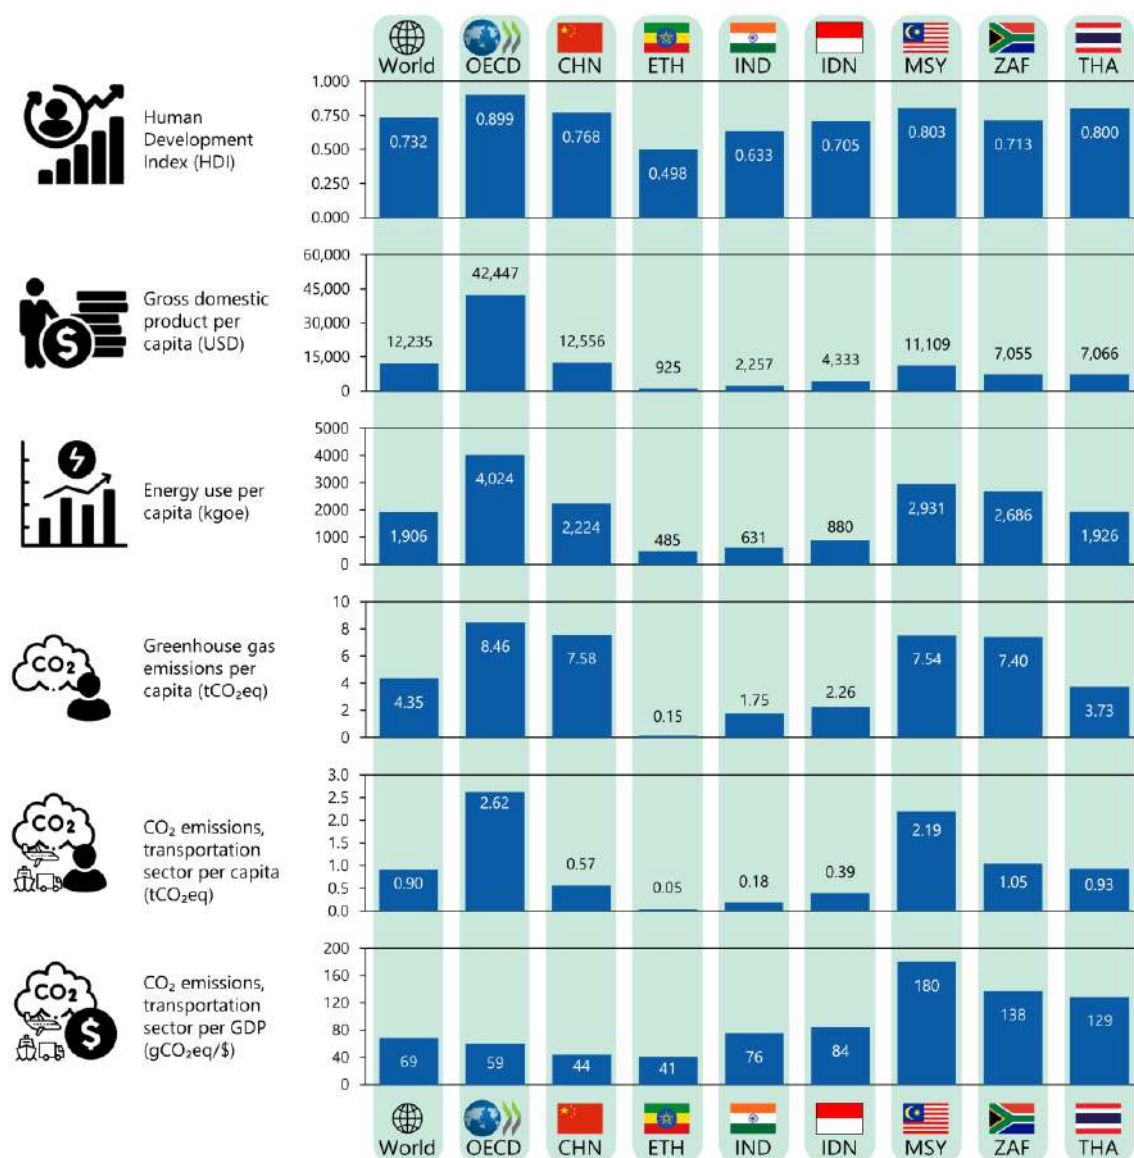 World OECD CHN ETH IND IDN MSY ZAF THA
Human
Development
Index (HDI)
1.000
0.750
0.500
0.250
0.000
0.732 0.899 0.768 0.498 0.633 0.705 0.803 0.713 0.800
Gross domestic
product per
capita (USD)
60,000
45,000
30,000
15,000
0
12,235 42,447 12,556 925 2,257 4,333 11,109 7,055 7,066
Energy use per
capita (kgoe)
5000
4000
3000
2000
1000
0
1,906 4,024 2,224 485 631 880 2,931 2,686 1,926
CO₂
Greenhouse gas
emissions per
capita (tCO₂eq)
10
8
6
4
2
0
4.35 8.46 7.58 0.15 1.75 2.26 7.54 7.40 3.73
CO₂
CO₂ emissions,
transportation
sector per capita
(tCO₂eq)
3.0
2.5
2.0
1.5
1.0
0.5
0.0
0.90 2.62 0.57 0.05 0.18 0.39 2.19 1.05 0.93
CO₂
CO₂ emissions,
transportation
sector per GDP
(gCO₂eq/$)
200
160
120
80
40
0
69 59 44 41 76 84 180 138 129
World OECD CHN ETH IND IDN MSY ZAF THA